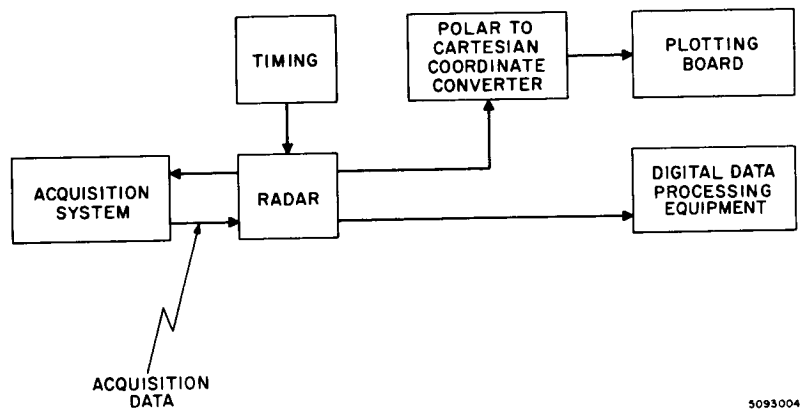 TIMING
POLAR TO
CARTESIAN
COORDINATE
CONVERTER
PLOTTING
BOARD
ACQUISITION
SYSTEM
RADAR
DIGITAL DATA
PROCESSING
EQUIPMENT
ACQUISITION
DATA
5093004